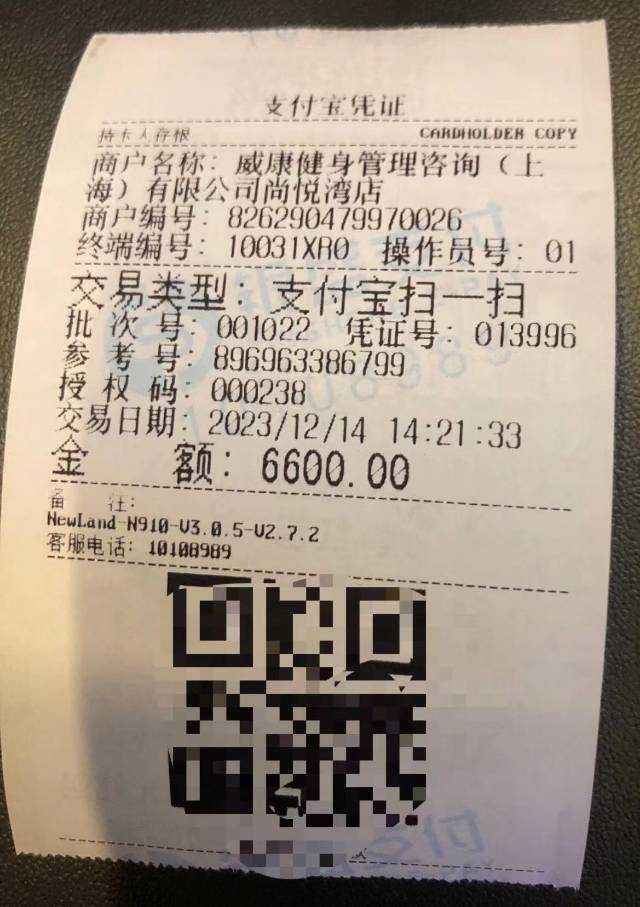 支付宝凭证
持卡人存根 CARDHOLDER COPY
商户名称: 威康健身管理咨询（上
海）有限公司尚悦湾店
商户编号: 826290479970026
终端编号: 10031XR0 操作员号: 01
交易类型: 支付宝扫一扫
批 次 号: 001022 凭证号: 013996
参 考 号: 896963386799
授 权 码: 000238
交易日期: 2023/12/14 14:21:33
金 额: 6600.00
备 注:
NewLand-N910-V3.0.5-V2.7.2
客服电话: 10108989